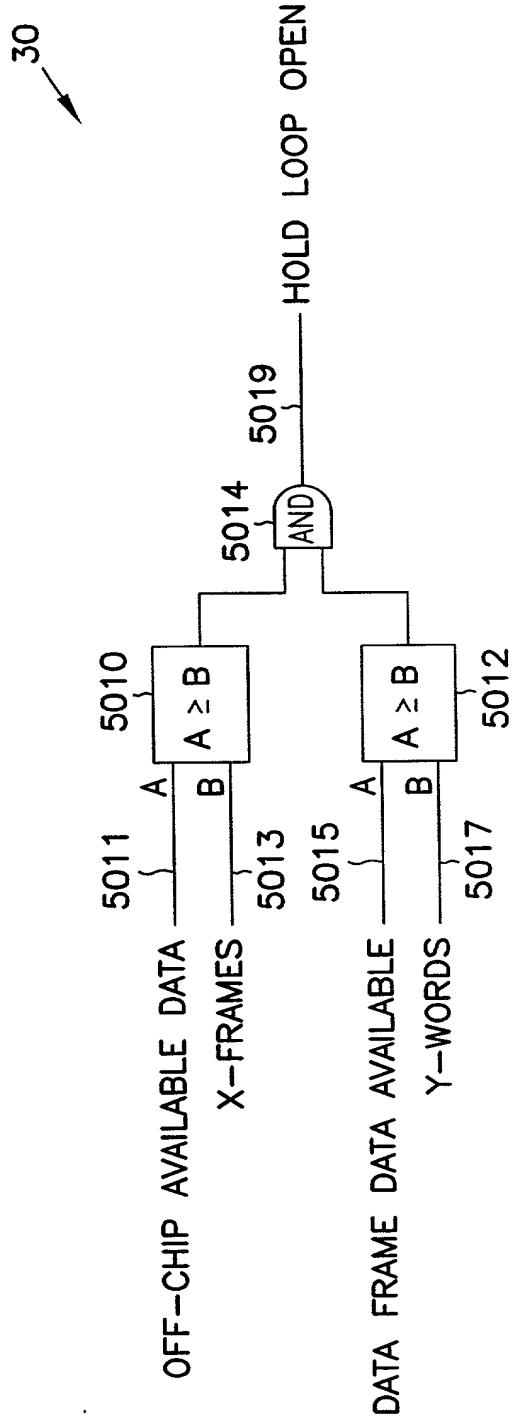 30
OFF-CHIP AVAILABLE DATA
5011
A
X-FRAMES
5013
B
5010
A ≥ B
DATA FRAME DATA AVAILABLE
5015
A
Y-WORDS
5017
B
A ≥ B
5012
5014
AND
5019
HOLD LOOP OPEN